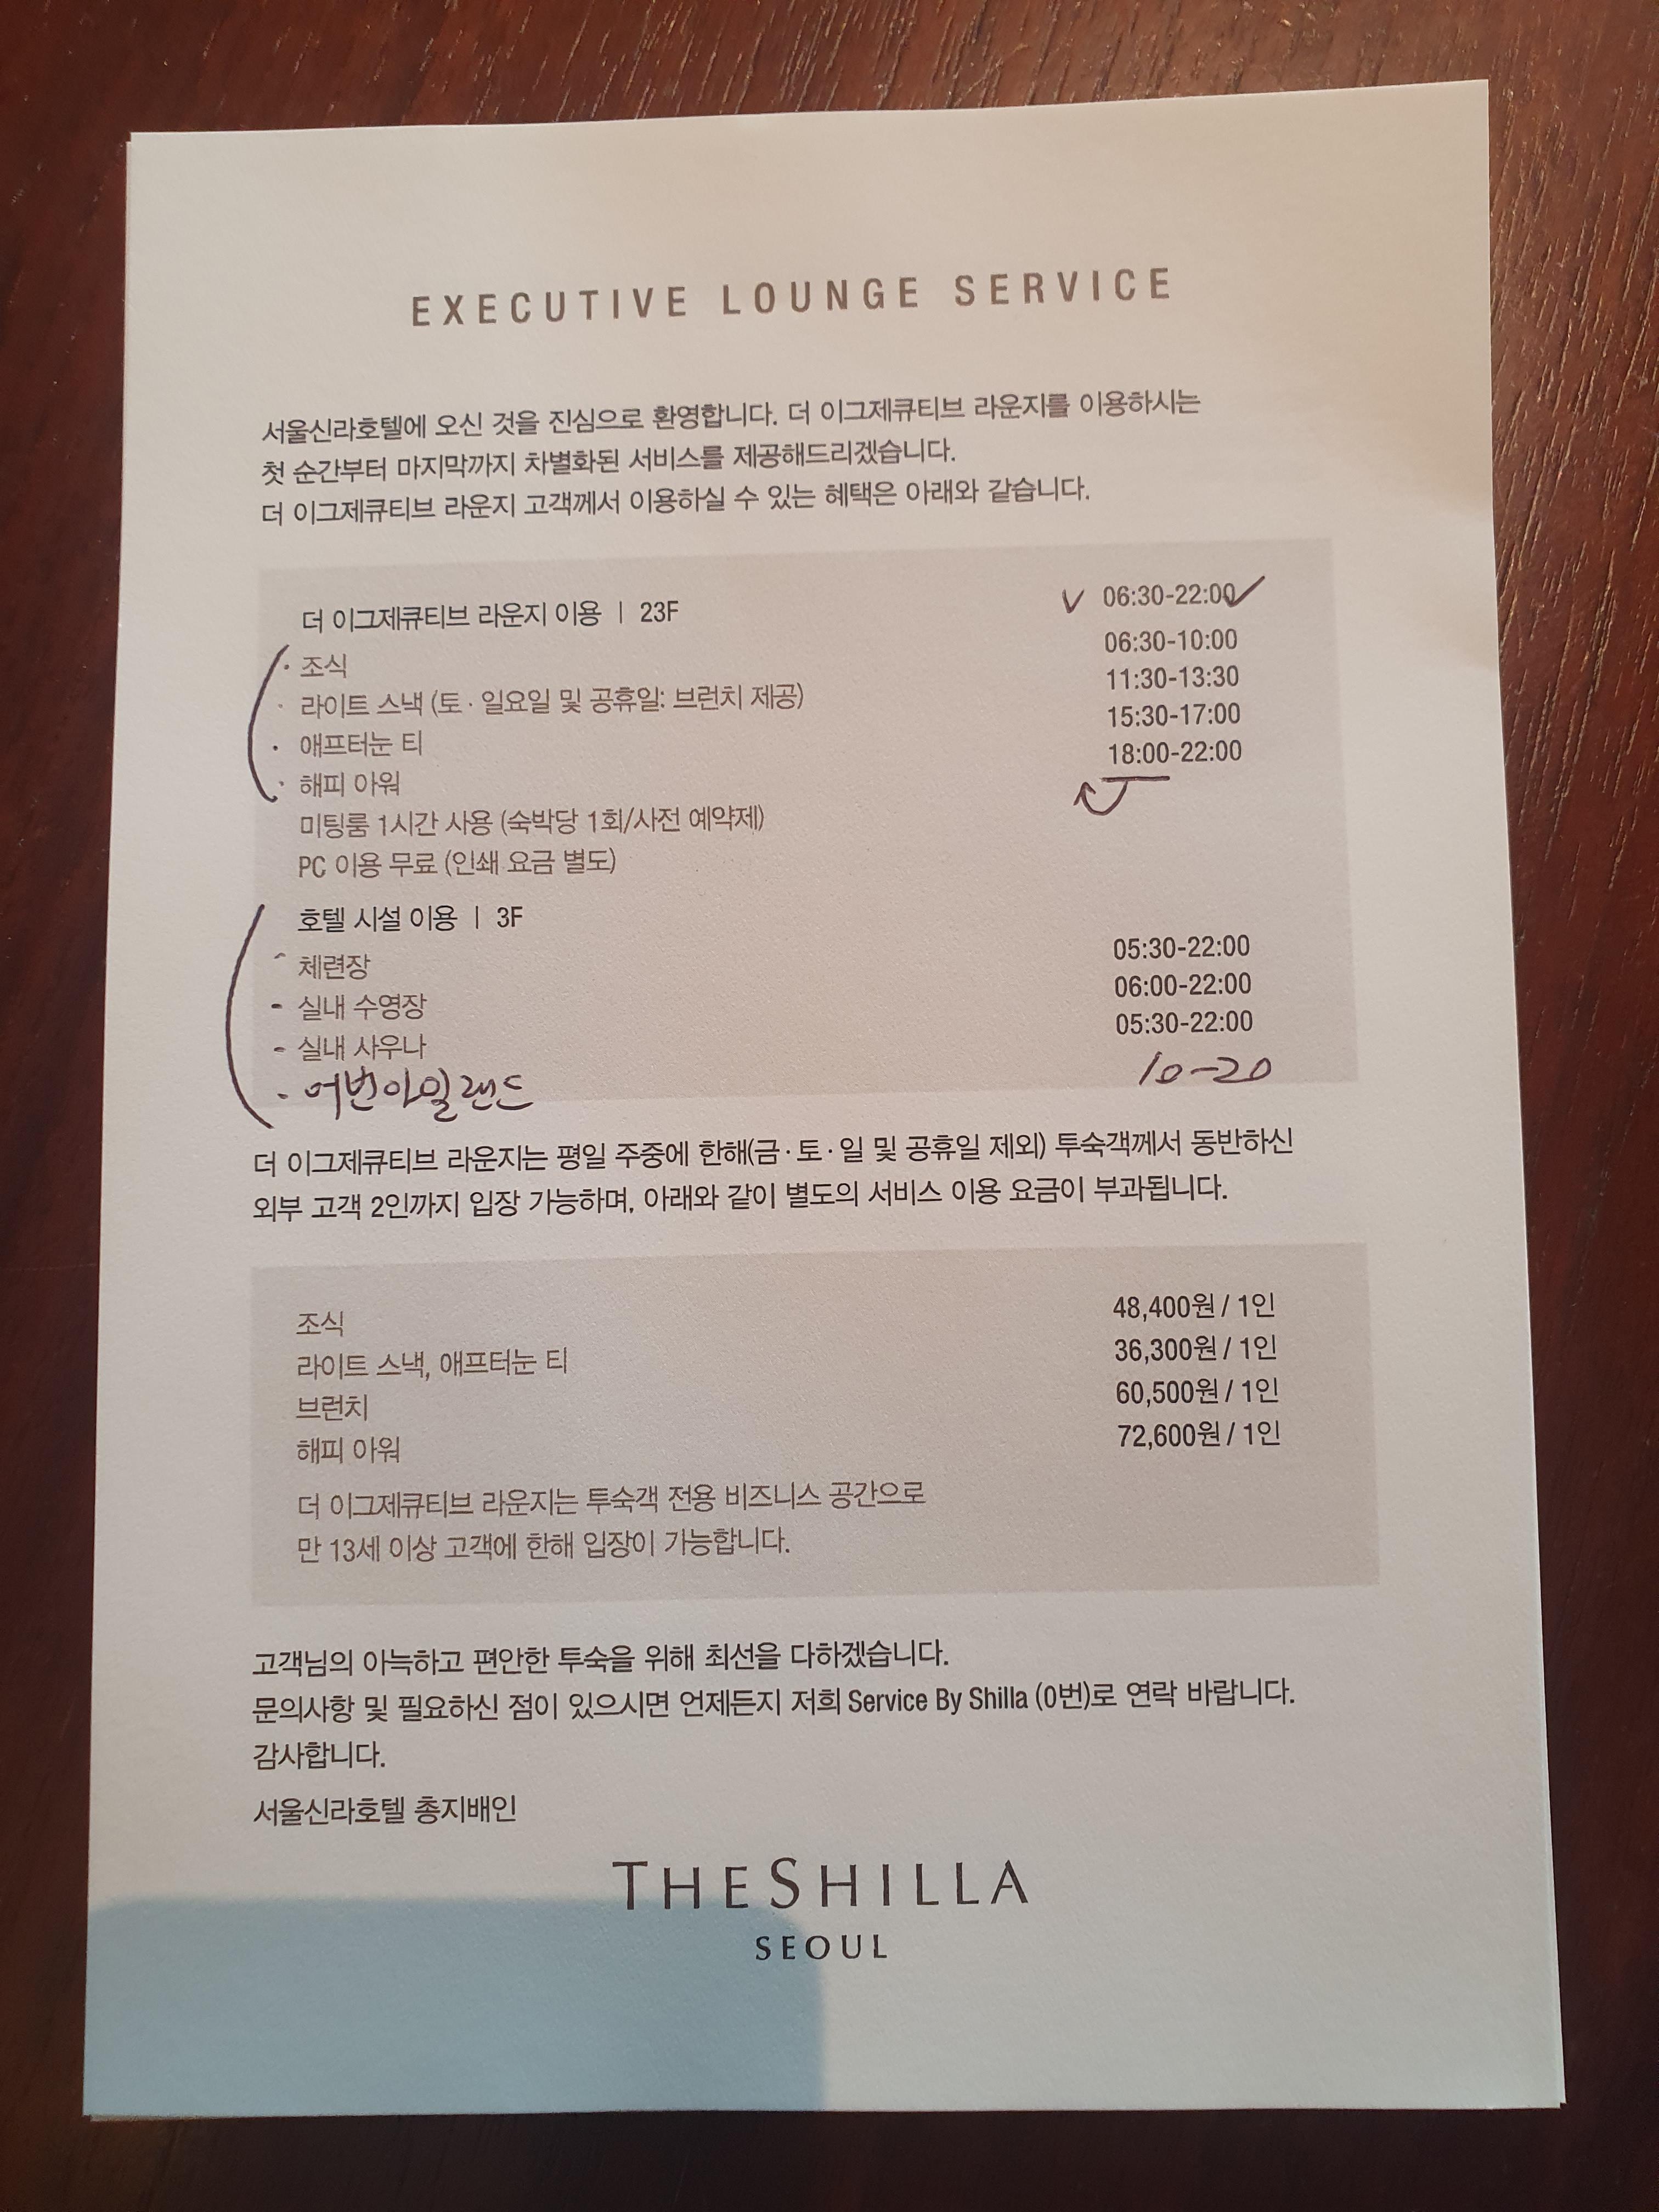 EXECUTIVE LOUNGE SERVICE
서울신라호텔에 오신 것을 진심으로 환영합니다. 더 이그제큐티브 라운지를 이용하시는
첫 순간부터 마지막까지 차별화된 서비스를 제공해드리겠습니다.
더 이그제큐티브 라운지 고객께서 이용하실 수 있는 혜택은 아래와 같습니다.
더 이그제큐티브 라운지 이용 | 23F ✓ 06:30-22:00 ✓
· 조식 06:30-10:00
· 라이트 스낵 (토·일요일 및 공휴일: 브런치 제공) 11:30-13:30
· 애프터눈 티 15:30-17:00
· 해피 아워 18:00-22:00
미팅룸 1시간 사용 (숙박당 1회/사전 예약제)
PC 이용 무료 (인쇄 요금 별도)
호텔 시설 이용 | 3F
- 체련장 05:30-22:00
- 실내 수영장 06:00-22:00
- 실내 사우나 05:30-22:00
- 어번아일랜드 10-20
더 이그제큐티브 라운지는 평일 주중에 한해(금·토·일 및 공휴일 제외) 투숙객께서 동반하신
외부 고객 2인까지 입장 가능하며, 아래와 같이 별도의 서비스 이용 요금이 부과됩니다.
조식 48,400원 / 1인
라이트 스낵, 애프터눈 티 36,300원 / 1인
브런치 60,500원 / 1인
해피 아워 72,600원 / 1인
더 이그제큐티브 라운지는 투숙객 전용 비즈니스 공간으로
만 13세 이상 고객에 한해 입장이 가능합니다.
고객님의 아늑하고 편안한 투숙을 위해 최선을 다하겠습니다.
문의사항 및 필요하신 점이 있으시면 언제든지 저희 Service By Shilla (0번)로 연락 바랍니다.
감사합니다.
서울신라호텔 총지배인
THE SHILLA
SEOUL